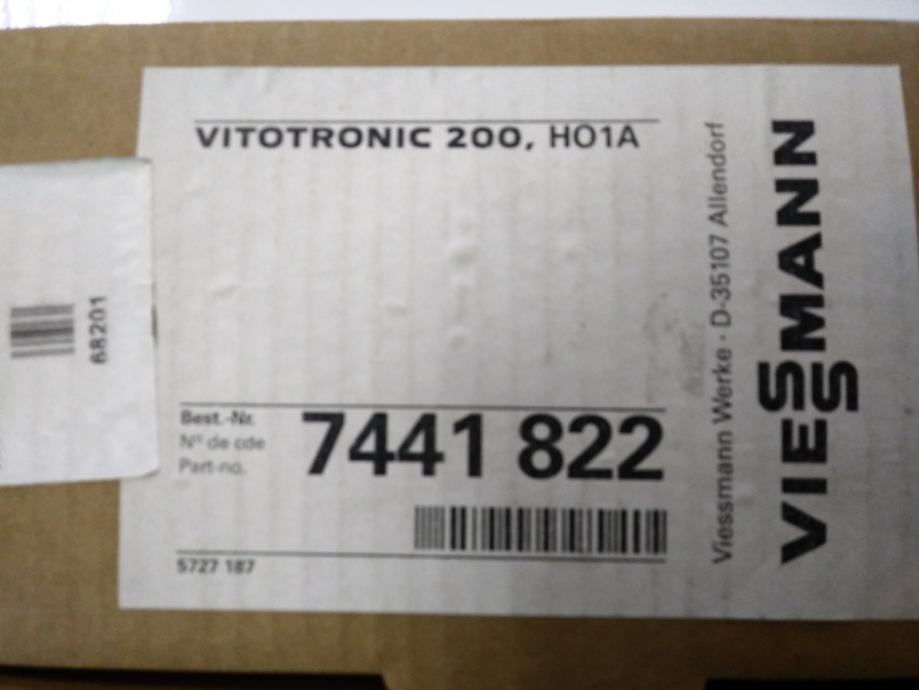 VITOTRONIC 200, HO1A
Best.-Nr.
Nº de cde
Part-no.
7441 822
5727 187
Viessmann Werke · D-35107 Allendorf
VIESSMANN
68201